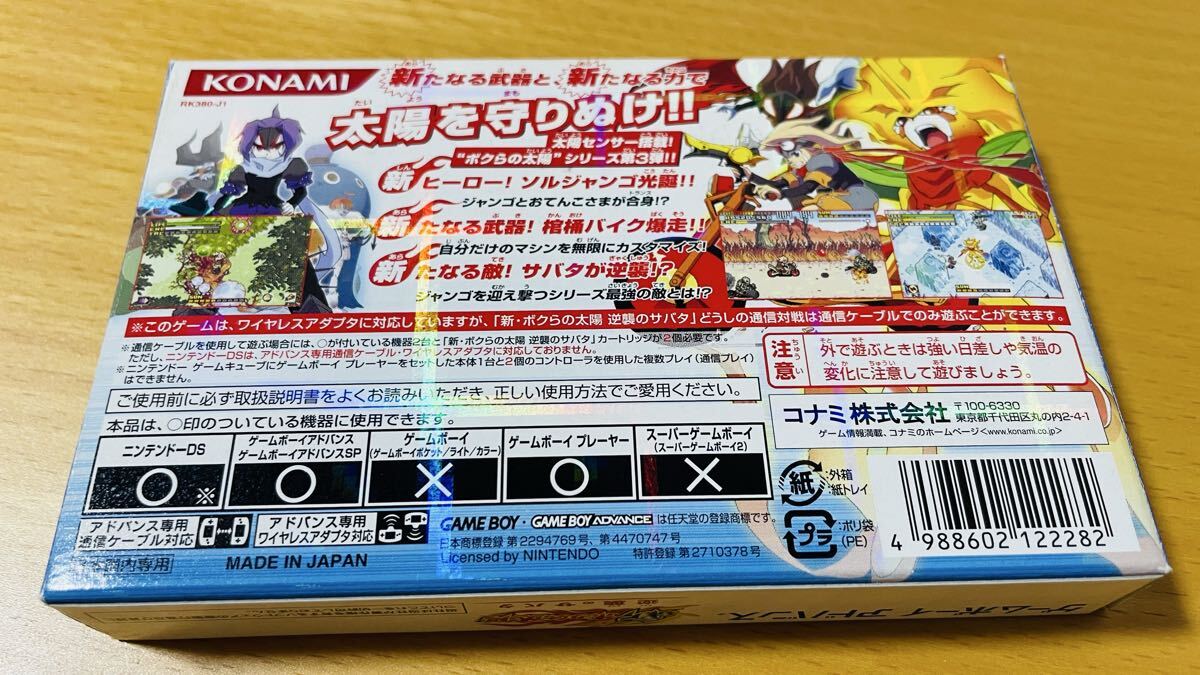 KONAMI
RK380-J1
新たなる武器と新たなる力で
太陽を守りぬけ!!
太陽センサー搭載!
"ボクらの太陽"シリーズ第3弾!!
新ヒーロー! ソルジャンゴ光誕!!
ジャンゴとおてんこさまが合身!?
新たなる武器! 棺桶バイク爆走!!
自分だけのマシンを無限にカスタマイズ!
新たなる敵! サバタが逆襲!?
ジャンゴを迎え撃つシリーズ最強の敵とは!?
※このゲームは、ワイヤレスアダプタに対応していますが、「新・ボクらの太陽 逆襲のサバタ」どうしの通信対戦は通信ケーブルでのみ遊ぶことができます。
※通信ケーブルを使用して遊ぶ場合には、○が付いている機器2台と「新・ボクらの太陽 逆襲のサバタ」カートリッジが2個必要です。
ただし、ニンテンドーDSは、アドバンス専用通信ケーブル・ワイヤレスアダプタに対応しておりません。
※ニンテンドー ゲームキューブにゲームボーイ プレーヤーをセットした本体1台と2個のコントローラを使用した複数プレイ(通信プレイ)
はできません。
注意
外で遊ぶときは強い日差しや気温の
変化に注意して遊びましょう。
ご使用前に必ず取扱説明書をよくお読みいただき、正しい使用方法でご愛用ください。
本品は、○印のついている機器に使用できます。
コナミ株式会社 〒100-6330
東京都千代田区丸の内2-4-1
ゲーム情報満載、コナミのホームページ<www.konami.co.jp>
ニンテンドーDS
○※
ゲームボーイアドバンス
ゲームボーイアドバンスSP
○
ゲームボーイ
(ゲームボーイポケット/ライト/カラー)
×
ゲームボーイ プレーヤー
○
スーパーゲームボーイ
(スーパーゲームボーイ2)
×
アドバンス専用
通信ケーブル対応
アドバンス専用
ワイヤレスアダプタ対応
GAME BOY・GAME BOY ADVANCE は任天堂の登録商標です。
日本商標登録 第2294769号、第4470747号
Licensed by NINTENDO 特許登録 第2710378号
紙
:外箱
:紙トレイ
プラ
:ポリ袋
(PE)
4 988602 122282
日本国内専用
MADE IN JAPAN
ゲームボーイアドバンス
逆襲のサバタ